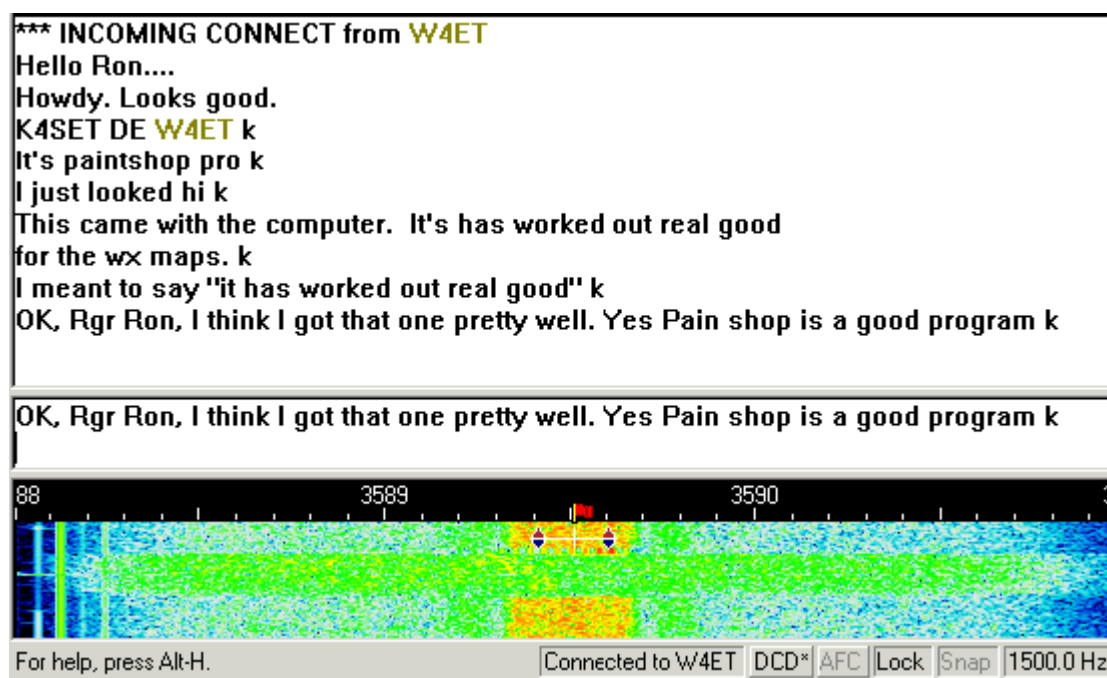 *** INCOMING CONNECT from W4ET
Hello Ron....
Howdy. Looks good.
K4SET DE W4ET k
It's paintshop pro k
I just looked hi k
This came with the computer.  It's has worked out real good
for the wx maps. k
I meant to say "it has worked out real good" k
OK, Rgr Ron, I think I got that one pretty well. Yes Pain shop is a good program k
OK, Rgr Ron, I think I got that one pretty well. Yes Pain shop is a good program k
88 3589 3590
For help, press Alt-H. Connected to W4ET DCD* AFC Lock Snap 1500.0 Hz